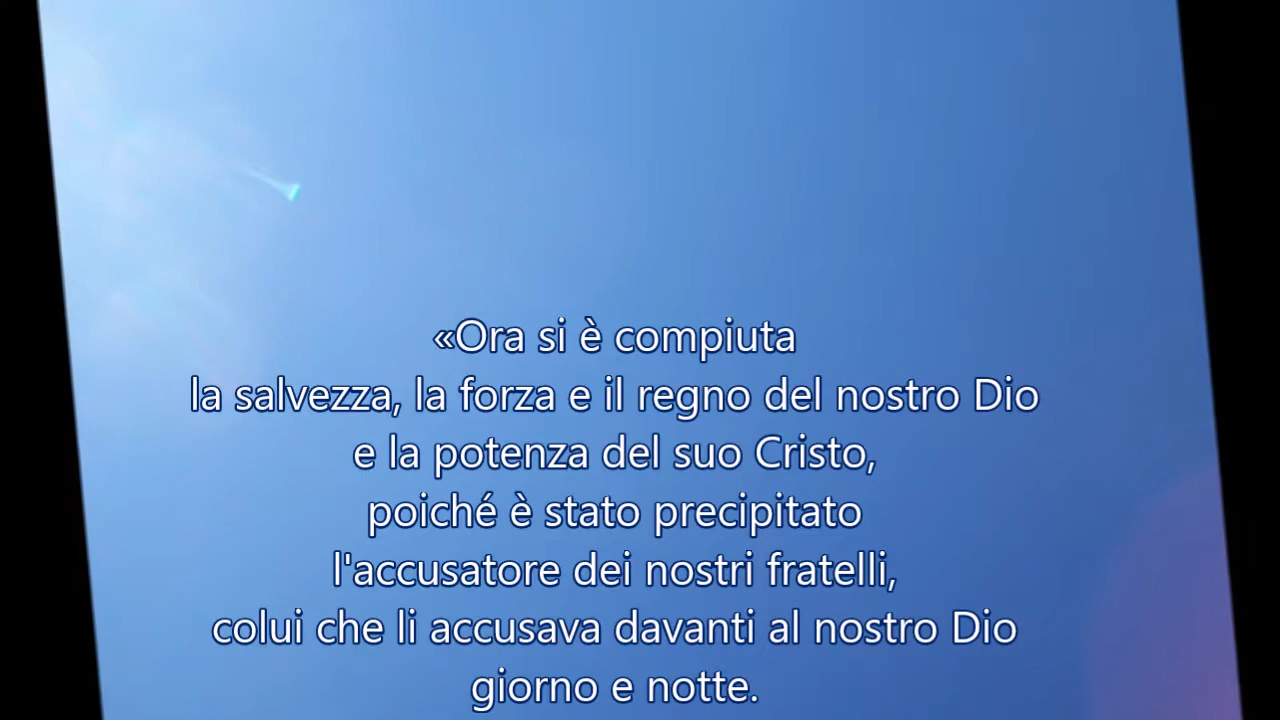 «Ora si è compiuta
la salvezza, la forza e il regno del nostro Dio
e la potenza del suo Cristo,
poiché è stato precipitato
l'accusatore dei nostri fratelli,
colui che li accusava davanti al nostro Dio
giorno e notte.